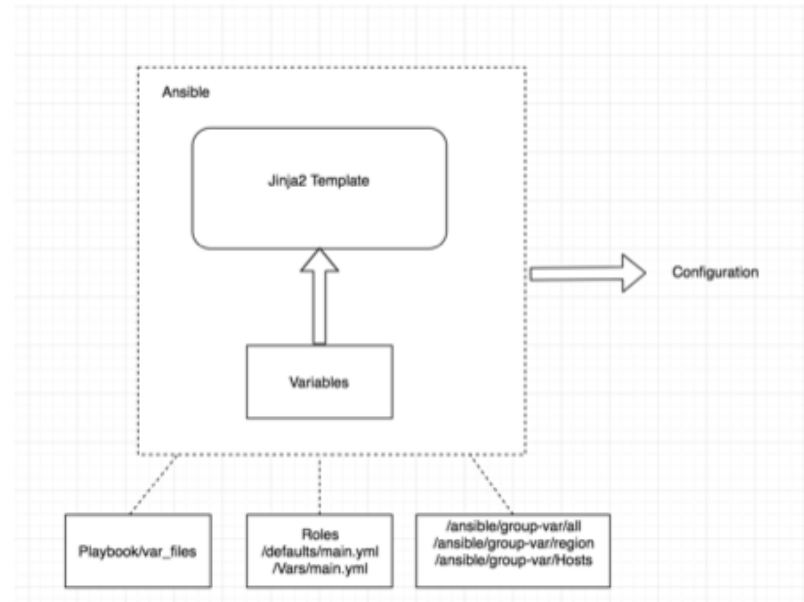 Ansible
Jinja2 Template
Configuration
Variables
Playbook/var_files
Roles
/defaults/main.yml
/Vars/main.yml
/ansible/group-var/all
/ansible/group-var/region
/ansible/group-var/Hosts